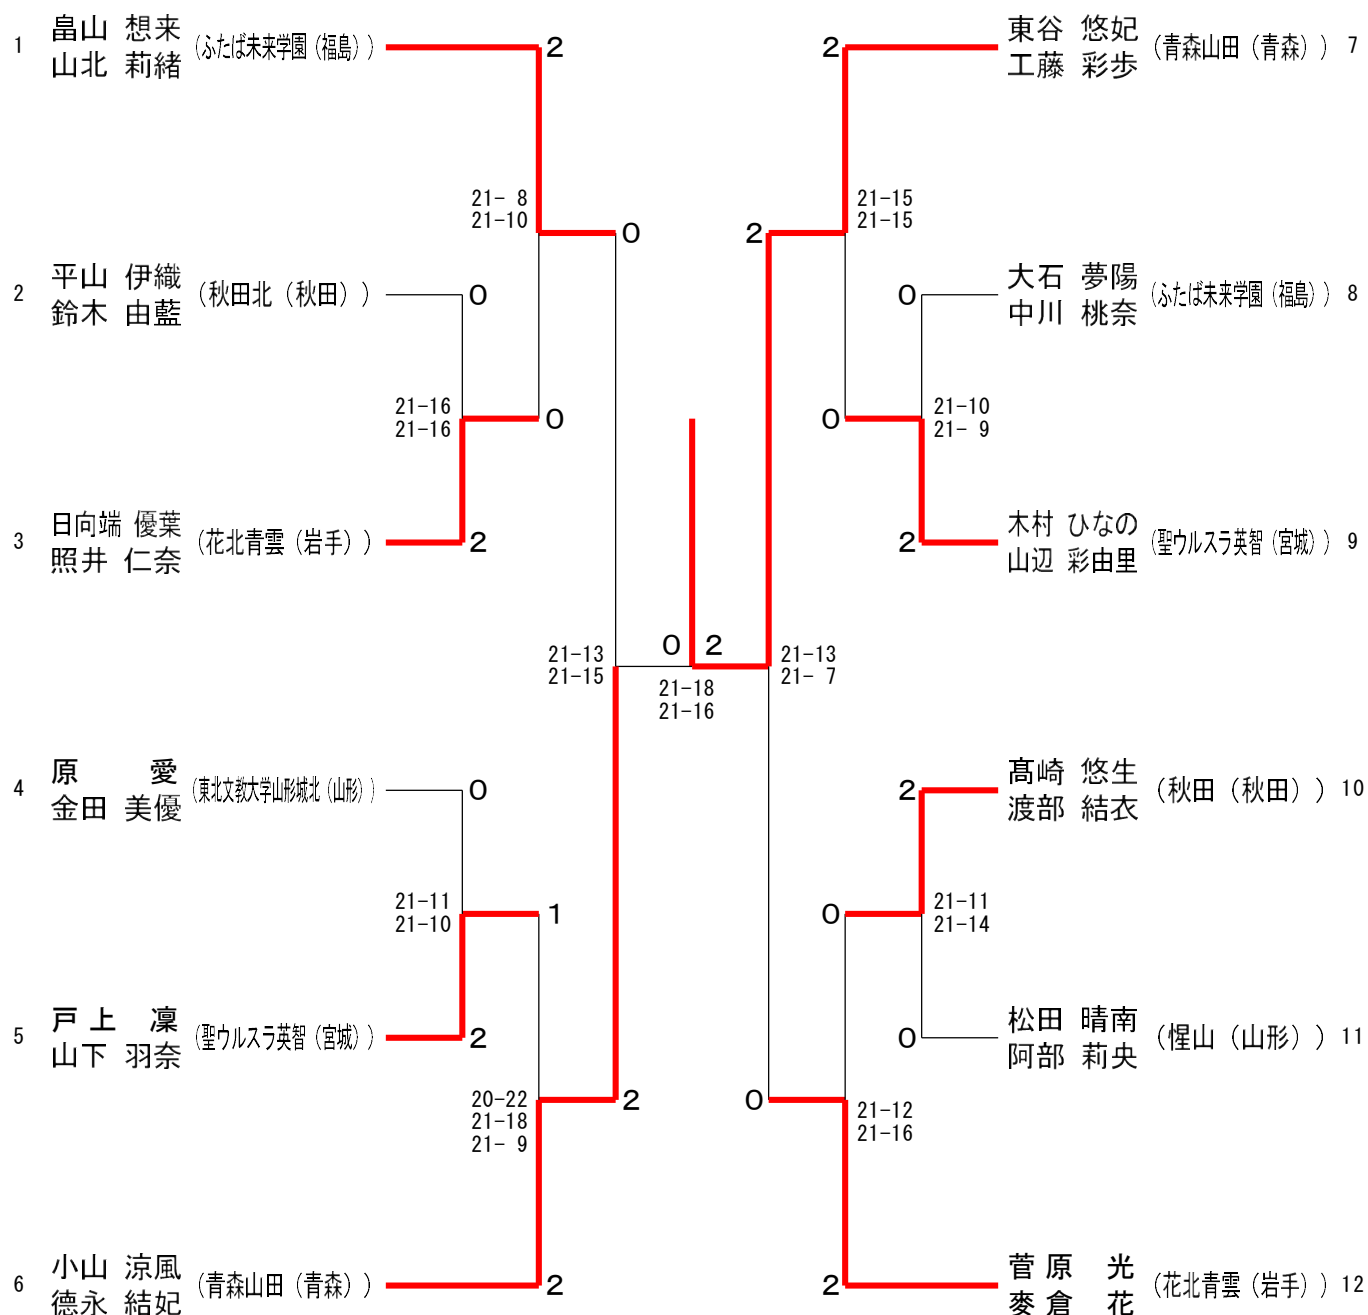 1 畠山 想来 (ふたば未来学園（福島）)
山北 莉緒
2
21- 8
21-10
0
2 平山 伊織 (秋田北（秋田）)
鈴木 由藍
0
21-16
21-16
0
3 日向端 優葉 (花北青雲（岩手）)
照井 仁奈
2
21-13
21-15
4 原 愛 (東北文教大学山形城北（山形）)
金田 美優
0
21-11
21-10
1
5 戸上 凜 (聖ウルスラ英智（宮城）)
山下 羽奈
2
20-22
21-18
21- 9
2
6 小山 涼風 (青森山田（青森）)
德永 結妃
2
0 2
21-18
21-16
2 東谷 悠妃 (青森山田（青森）) 7
工藤 彩歩
21-15
21-15
2
0 大石 夢陽 (ふたば未来学園（福島）) 8
中川 桃奈
21-10
21- 9
0
2 木村 ひなの (聖ウルスラ英智（宮城）) 9
山辺 彩由里
21-13
21- 7
2 髙崎 悠生 (秋田（秋田）) 10
渡部 結衣
21-11
21-14
0
0 松田 晴南 (惺山（山形）) 11
阿部 莉央
0
21-12
21-16
2 菅原 光 (花北青雲（岩手）) 12
麥倉 花